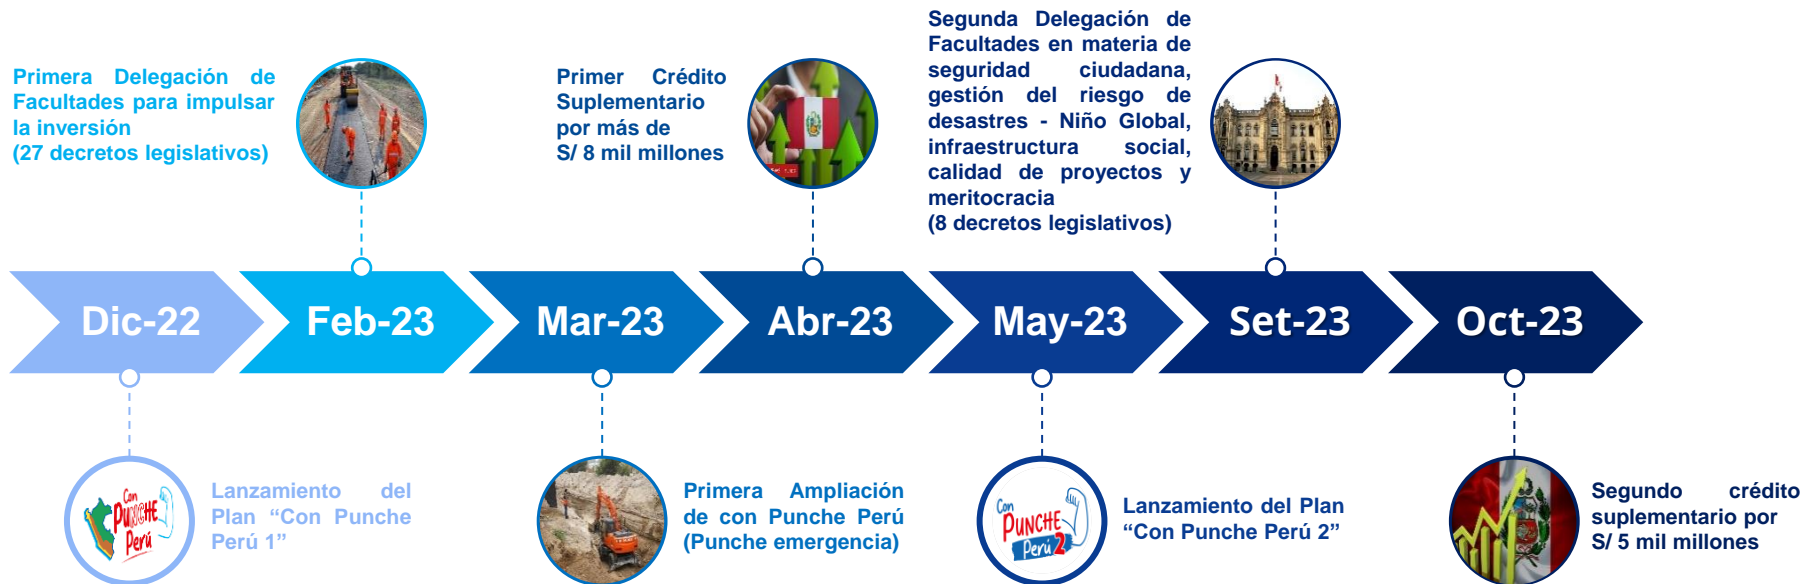 Primera Delegación de
Facultades para impulsar
la inversión
(27 decretos legislativos)
Primer Crédito
Suplementario
por más de
S/ 8 mil millones
Segunda Delegación de
Facultades en materia de
seguridad ciudadana,
gestión del riesgo de
desastres - Niño Global,
infraestructura social,
calidad de proyectos y
meritocracia
(8 decretos legislativos)
Dic-22
Feb-23
Mar-23
Abr-23
May-23
Set-23
Oct-23
Con
PUNCHE
Perú
Lanzamiento del
Plan “Con Punche
Perú 1”
Primera Ampliación
de con Punche Perú
(Punche emergencia)
Con
PUNCHE
Perú 2
Lanzamiento del Plan
“Con Punche Perú 2”
Segundo crédito
suplementario por
S/ 5 mil millones